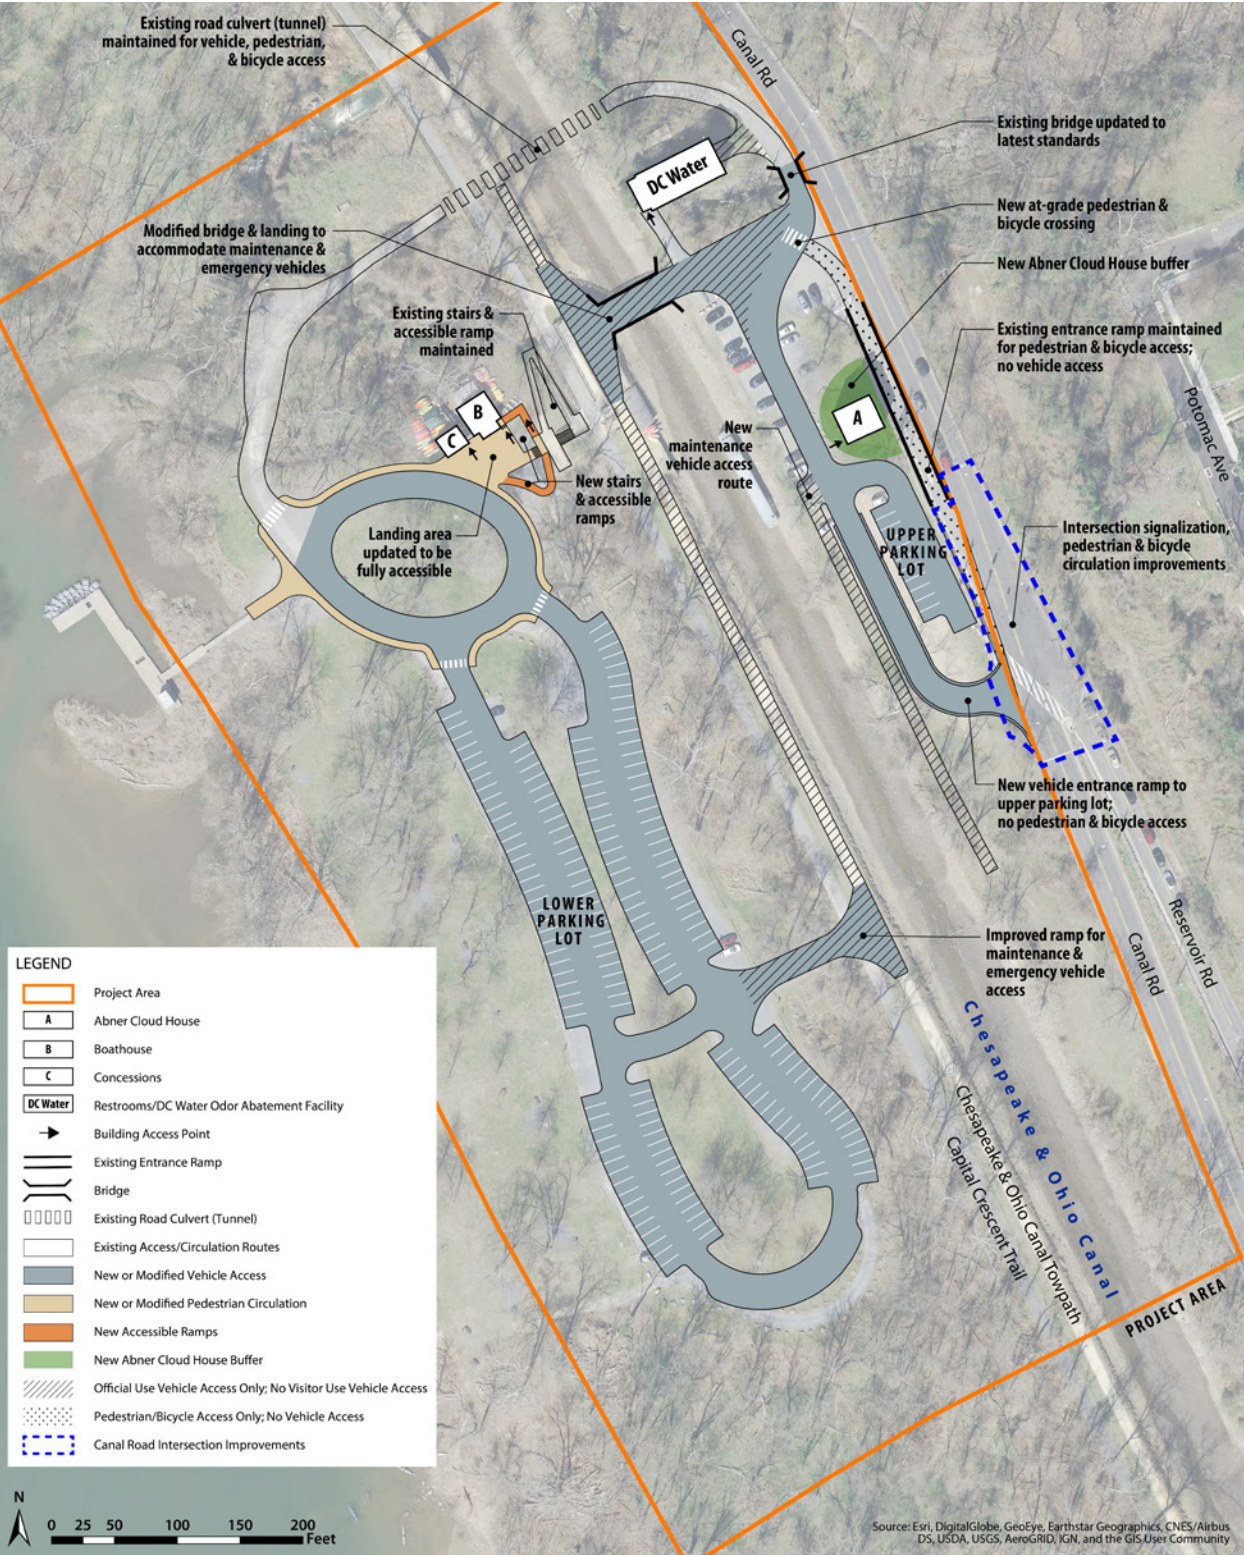 Existing road culvert (tunnel)
maintained for vehicle, pedestrian,
& bicycle access
Canal Rd
Existing bridge updated to
latest standards
DC Water
New at-grade pedestrian &
bicycle crossing
Modified bridge & landing to
accommodate maintenance &
emergency vehicles
New Abner Cloud House buffer
Existing stairs &
accessible ramp
maintained
Existing entrance ramp maintained
for pedestrian & bicycle access;
no vehicle access
Potomac Ave
B
C
A
New
maintenance
vehicle access
route
New stairs
& accessible
ramps
Landing area
updated to be
fully accessible
UPPER
PARKING
LOT
Intersection signalization,
pedestrian & bicycle
circulation improvements
New vehicle entrance ramp to
upper parking lot;
no pedestrian & bicycle access
LOWER
PARKING
LOT
Reservoir Rd
Canal Rd
Improved ramp for
maintenance &
emergency vehicle
access
Chesapeake & Ohio Canal
Chesapeake & Ohio Canal Towpath
Capital Crescent Trail
PROJECT AREA
LEGEND
Project Area
A Abner Cloud House
B Boathouse
C Concessions
DC Water Restrooms/DC Water Odor Abatement Facility
Building Access Point
Existing Entrance Ramp
Bridge
Existing Road Culvert (Tunnel)
Existing Access/Circulation Routes
New or Modified Vehicle Access
New or Modified Pedestrian Circulation
New Accessible Ramps
New Abner Cloud House Buffer
Official Use Vehicle Access Only; No Visitor Use Vehicle Access
Pedestrian/Bicycle Access Only; No Vehicle Access
Canal Road Intersection Improvements
N
0 25 50 100 150 200
Feet
Source: Esri, DigitalGlobe, GeoEye, Earthstar Geographics, CNES/Airbus
DS, USDA, USGS, AeroGRID, IGN, and the GIS User Community